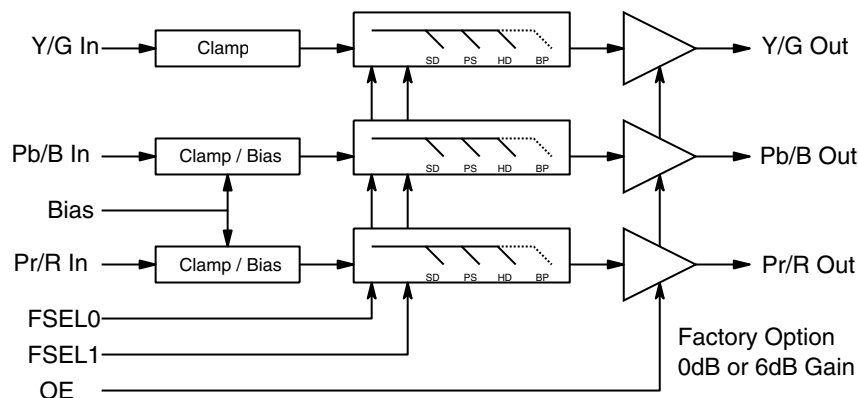 Y/G In
Clamp
SD PS HD BP
Y/G Out
Pb/B In
Clamp / Bias
SD PS HD BP
Pb/B Out
Bias
Pr/R In
Clamp / Bias
SD PS HD BP
Pr/R Out
FSEL0
FSEL1
OE
Factory Option
0dB or 6dB Gain